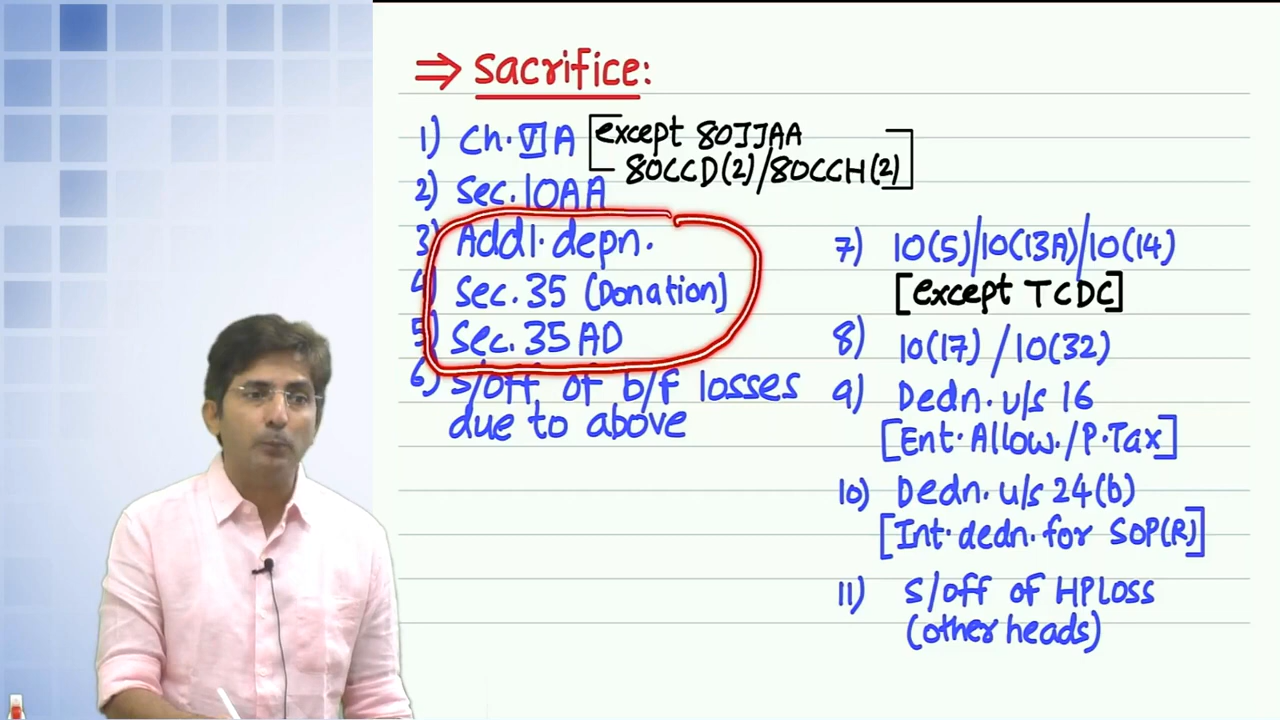 ⇒ Sacrifice:
1) Ch. VI A [except 80JJAA
80CCD(2)/80CCH(2)]
2) Sec. 10AA
3) Addl. depn.
4) Sec. 35 (Donation)
5) Sec. 35AD
6) S/off of b/f losses
due to above
7) 10(5)/10(13A)/10(14)
[except TCDC]
8) 10(17) / 10(32)
9) Dedn. u/s 16
[Ent. Allow./P.Tax]
10) Dedn. u/s 24(b)
[Int. dedn. for SOP(R)]
11) S/off of HP Loss
(other heads)